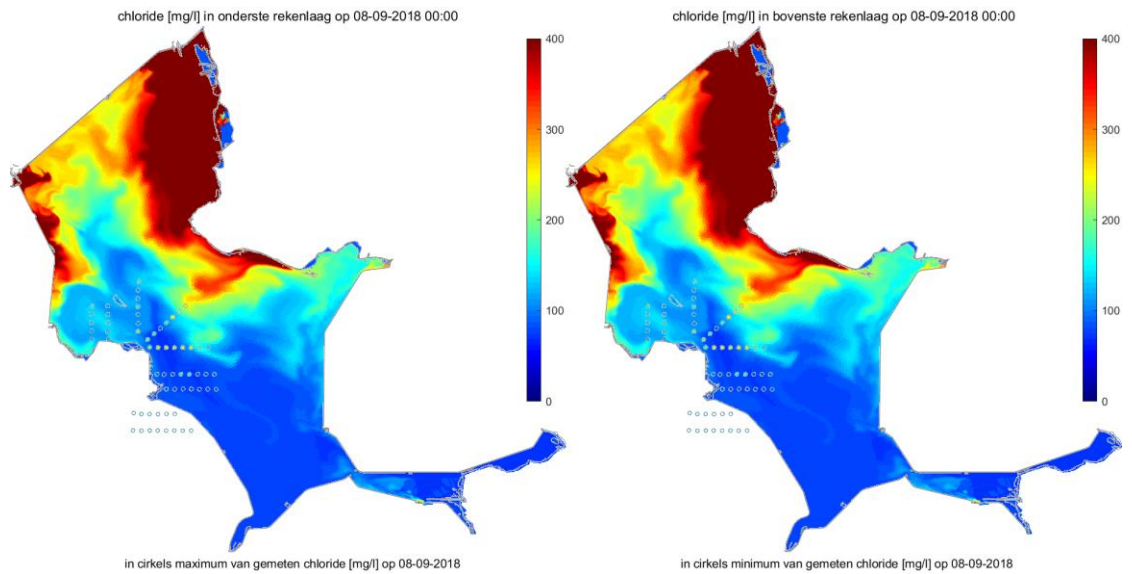 chloride [mg/l] in onderste rekenlaag op 08-09-2018 00:00
400
300
200
100
0
in cirkels maximum van gemeten chloride [mg/l] op 08-09-2018
chloride [mg/l] in bovenste rekenlaag op 08-09-2018 00:00
400
300
200
100
0
in cirkels minimum van gemeten chloride [mg/l] op 08-09-2018